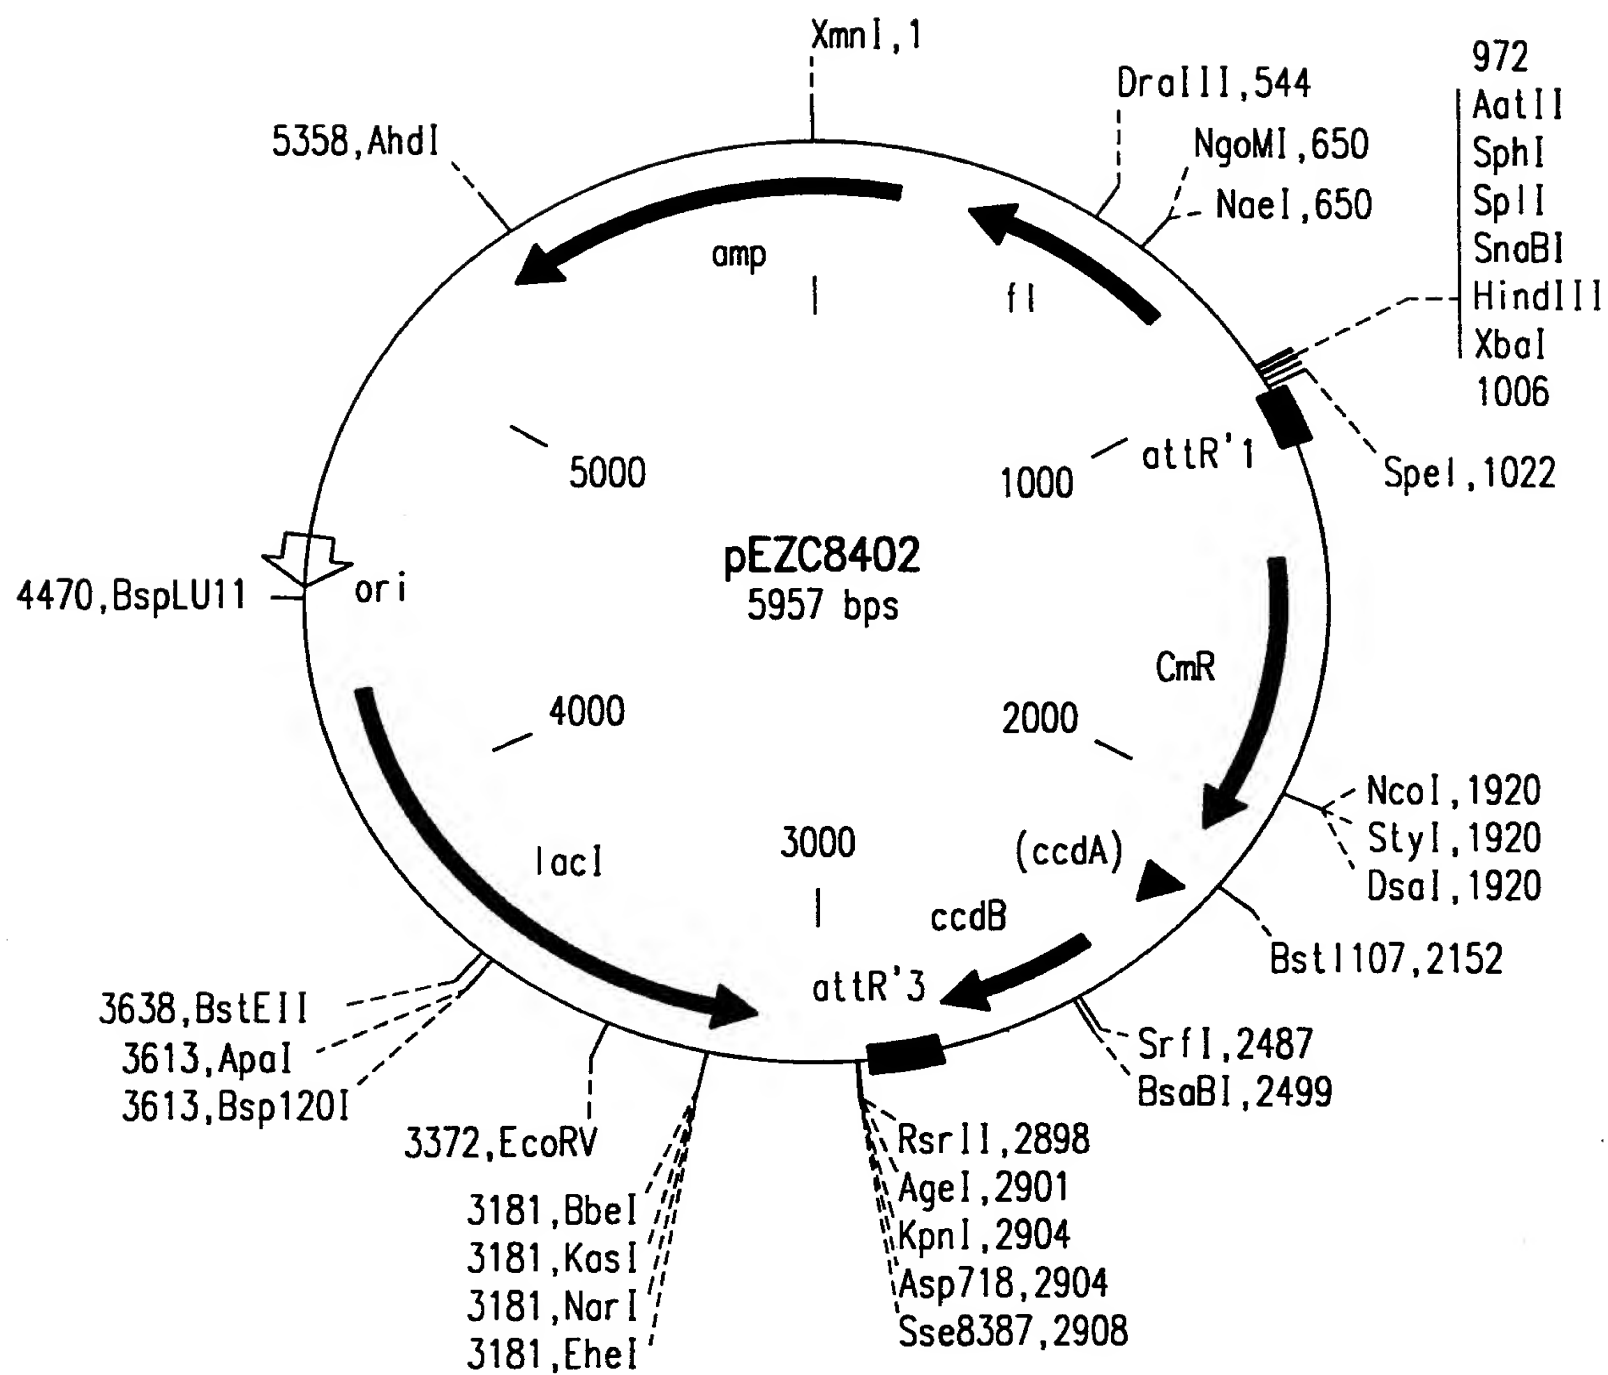 XmnI,1
DraIII,544
NgoMI,650
NaeI,650
972
AatII
SphI
SplI
SnaBI
HindIII
XbaI
1006
SpeI,1022
5358,AhdI
amp
f1
attR'1
5000
1000
pEZC8402
5957 bps
4470,BspLU11
ori
CmR
4000
2000
3000
lacI
(ccdA)
ccdB
attR'3
NcoI,1920
StyI,1920
DsaI,1920
Bst1107,2152
SrfI,2487
BsaBI,2499
RsrII,2898
AgeI,2901
KpnI,2904
Asp718,2904
Sse8387,2908
3638,BstEII
3613,ApaI
3613,Bsp120I
3372,EcoRV
3181,BbeI
3181,KasI
3181,NarI
3181,EheI